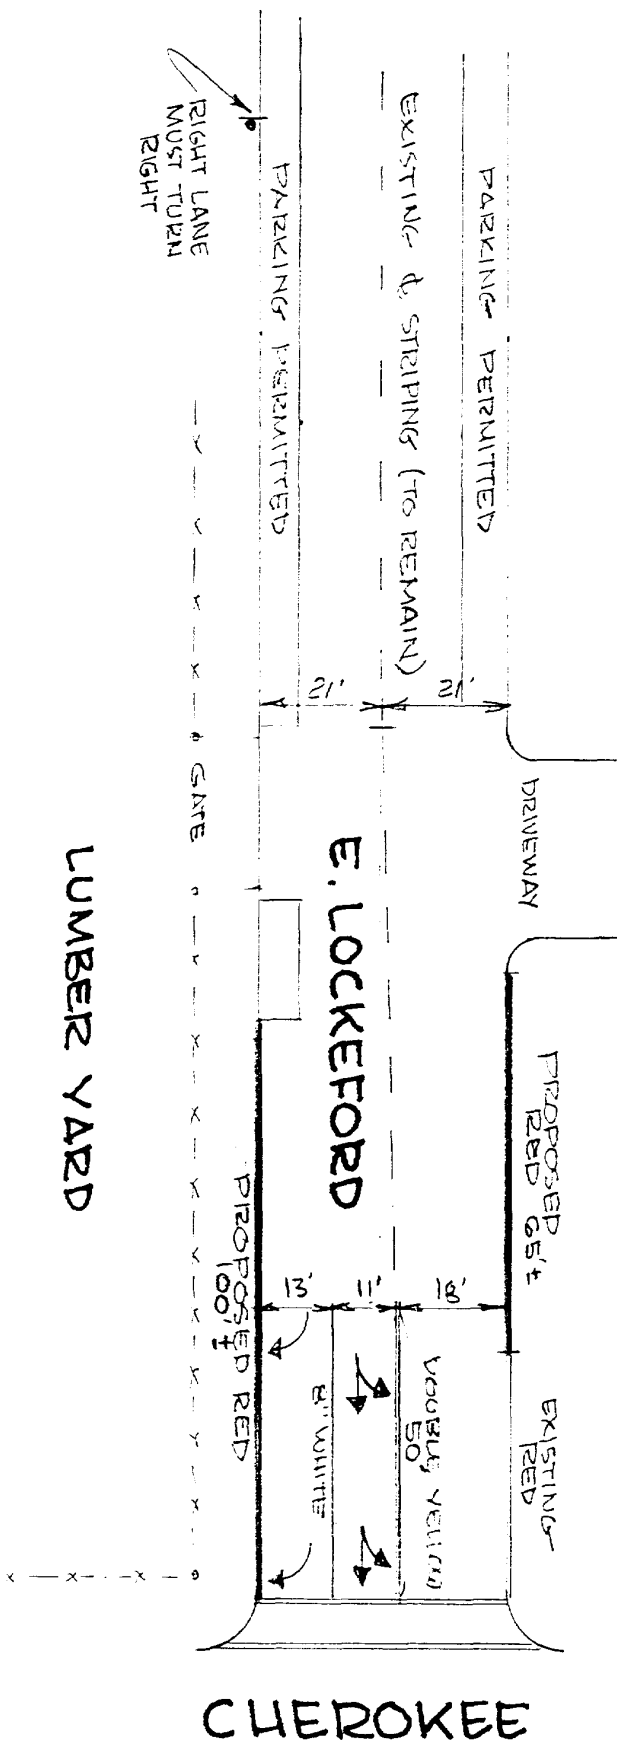 RIGHT LANE
MUST TURN
RIGHT
PARKING PERMITTED
EXISTING ℄ STRIPING (TO REMAIN)
PARKING PERMITTED
21'
21'
GATE
DRIVEWAY
LUMBER YARD
E. LOCKEFORD
PROPOSED
RED 65'±
PROPOSED RED
100'±
13'
11'
18'
8" WHITE
DOUBLE YELLOW
50'
EXISTING
RED
CHEROKEE